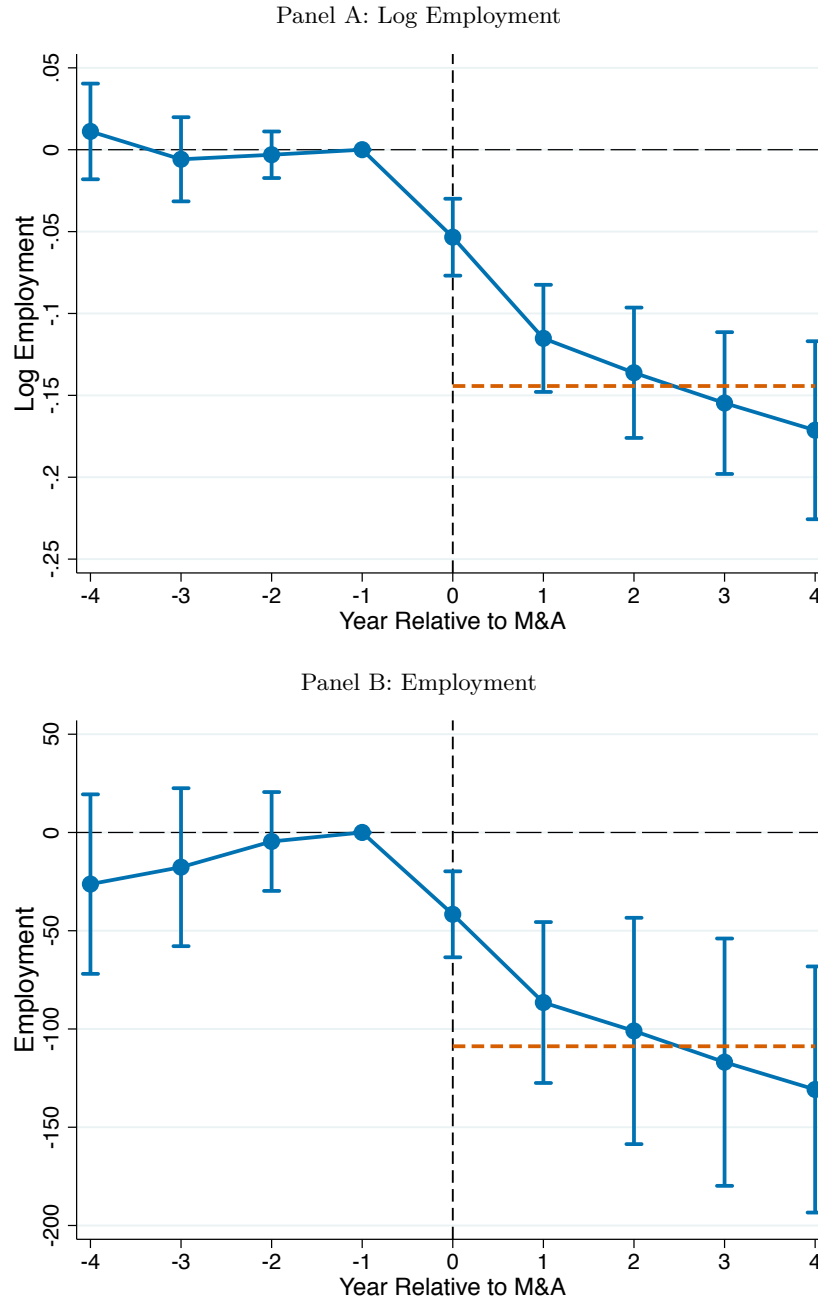 Panel A: Log Employment
.05
0
-.05
-.1
-.15
-.2
-.25
Log Employment
-4 -3 -2 -1 0 1 2 3 4
Year Relative to M&A
Panel B: Employment
50
0
-50
-100
-150
-200
Employment
-4 -3 -2 -1 0 1 2 3 4
Year Relative to M&A